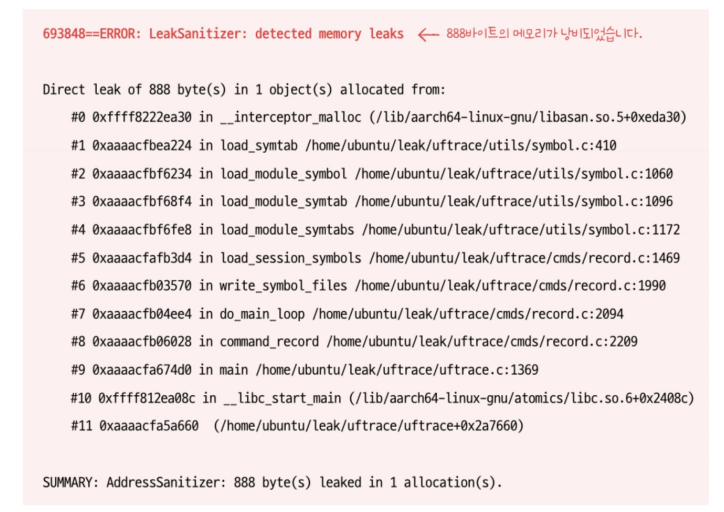 693848==ERROR: LeakSanitizer: detected memory leaks ← 888바이트의 메모리가 낭비되었습니다.
Direct leak of 888 byte(s) in 1 object(s) allocated from:
#0 0xffff8222ea30 in __interceptor_malloc (/lib/aarch64-linux-gnu/libasan.so.5+0xeda30)
#1 0xaaaacfbea224 in load_symtab /home/ubuntu/leak/uftrace/utils/symbol.c:410
#2 0xaaaacfbf6234 in load_module_symbol /home/ubuntu/leak/uftrace/utils/symbol.c:1060
#3 0xaaaacfbf68f4 in load_module_symtab /home/ubuntu/leak/uftrace/utils/symbol.c:1096
#4 0xaaaacfbf6fe8 in load_module_symtabs /home/ubuntu/leak/uftrace/utils/symbol.c:1172
#5 0xaaaacfafb3d4 in load_session_symbols /home/ubuntu/leak/uftrace/cmds/record.c:1469
#6 0xaaaacfb03570 in write_symbol_files /home/ubuntu/leak/uftrace/cmds/record.c:1990
#7 0xaaaacfb04ee4 in do_main_loop /home/ubuntu/leak/uftrace/cmds/record.c:2094
#8 0xaaaacfb06028 in command_record /home/ubuntu/leak/uftrace/cmds/record.c:2209
#9 0xaaaacfa674d0 in main /home/ubuntu/leak/uftrace/uftrace.c:1369
#10 0xffff812ea08c in __libc_start_main (/lib/aarch64-linux-gnu/atomics/libc.so.6+0x2408c)
#11 0xaaaacfa5a660 (/home/ubuntu/leak/uftrace/uftrace+0x2a7660)
SUMMARY: AddressSanitizer: 888 byte(s) leaked in 1 allocation(s).